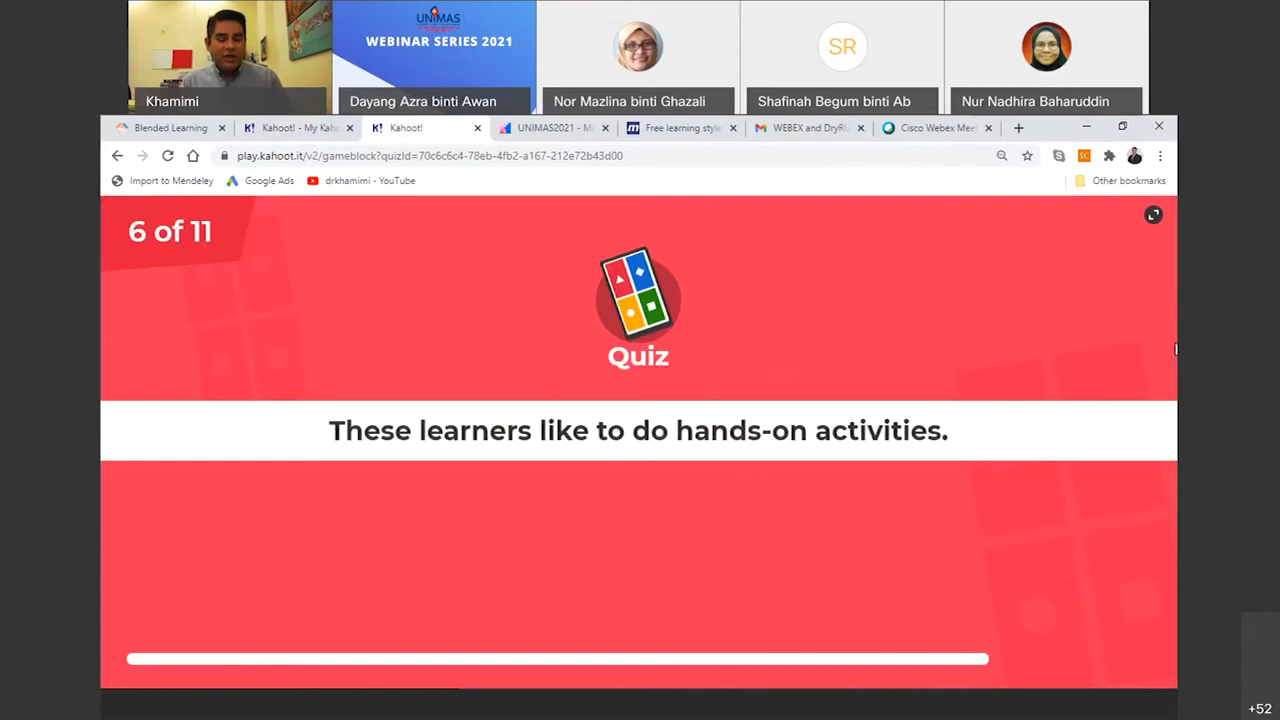 UNIMAS
WEBINAR SERIES 2021
SR
Khamimi
Dayang Azra binti Awan
Nor Mazlina binti Ghazali
Shafinah Begum binti Ab
Nur Nadhira Baharuddin
Blended Learning
Kahoot! - My Kah
Kahoot!
UNIMAS2021 - M
Free learning style
WEBEX and DryRu
Cisco Webex Mee
play.kahoot.it/v2/gameblock?quizId=70c6c6c4-78eb-4fb2-a167-212e72b43d00
SC
Import to Mendeley
Google Ads
drkhamimi - YouTube
Other bookmarks
6 of 11
Quiz
These learners like to do hands-on activities.
+52